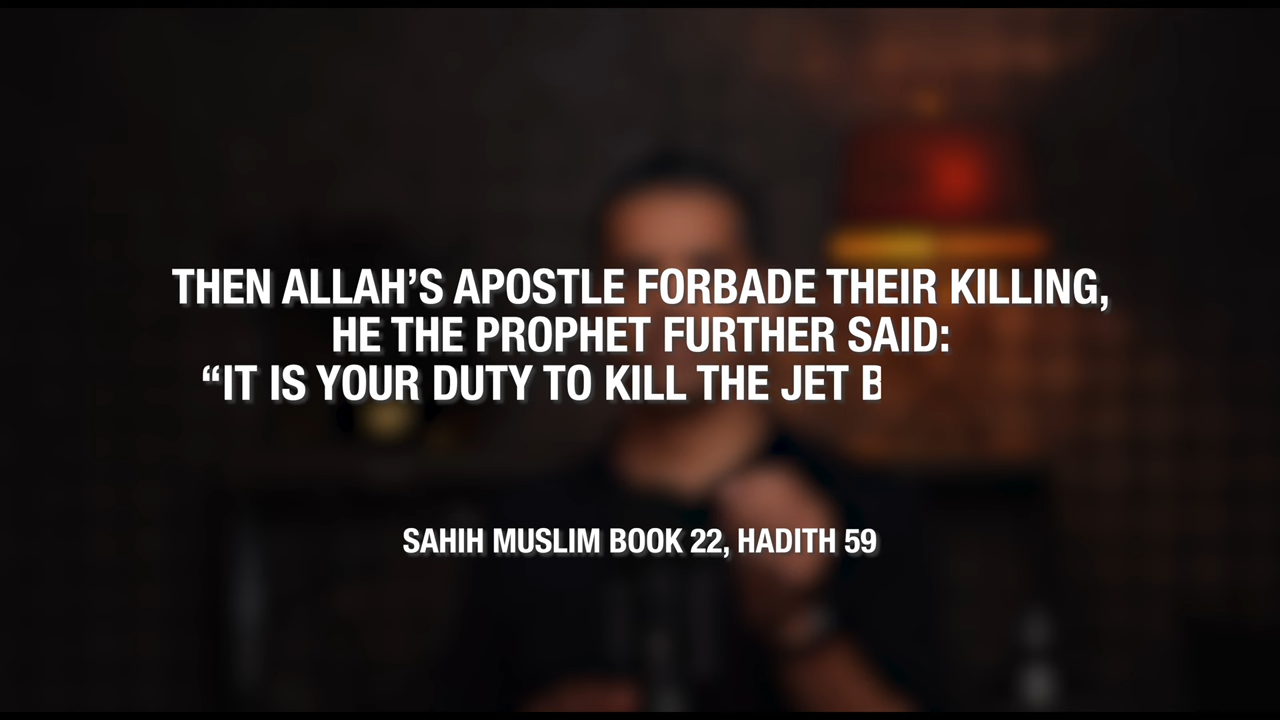 THEN ALLAH’S APOSTLE FORBADE THEIR KILLING,
HE THE PROPHET FURTHER SAID:
“IT IS YOUR DUTY TO KILL THE JET B
SAHIH MUSLIM BOOK 22, HADITH 59